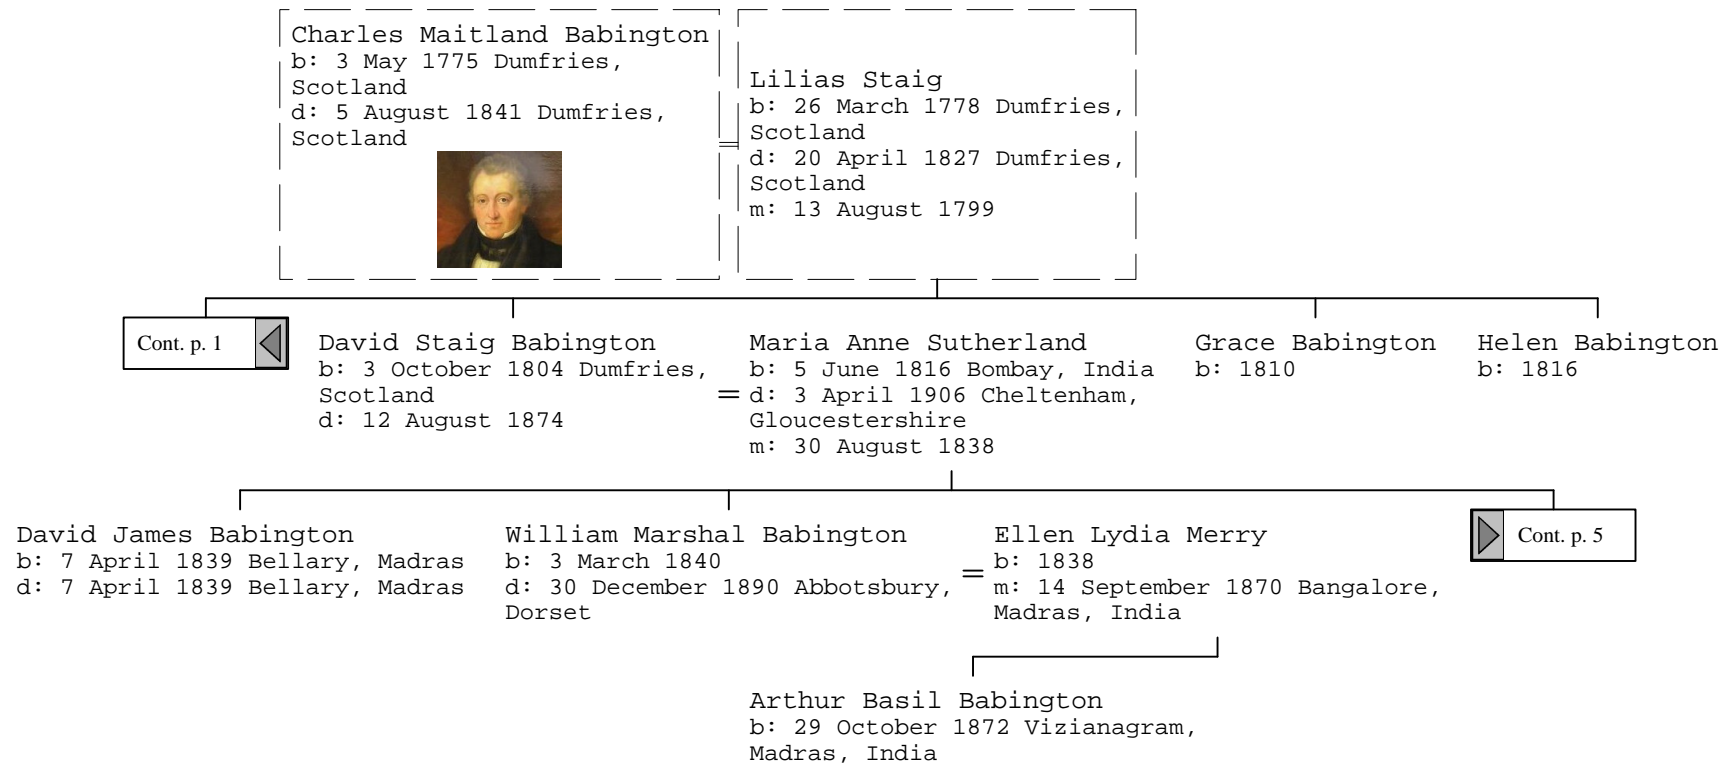 Charles Maitland Babington
b: 3 May 1775 Dumfries,
Scotland
d: 5 August 1841 Dumfries,
Scotland
Lilias Staig
b: 26 March 1778 Dumfries,
Scotland
d: 20 April 1827 Dumfries,
Scotland
m: 13 August 1799
=
Cont. p. 1
David Staig Babington
b: 3 October 1804 Dumfries,
Scotland
d: 12 August 1874
=
Maria Anne Sutherland
b: 5 June 1816 Bombay, India
d: 3 April 1906 Cheltenham,
Gloucestershire
m: 30 August 1838
Grace Babington
b: 1810
Helen Babington
b: 1816
David James Babington
b: 7 April 1839 Bellary, Madras
d: 7 April 1839 Bellary, Madras
William Marshal Babington
b: 3 March 1840
d: 30 December 1890 Abbotsbury,
Dorset
=
Ellen Lydia Merry
b: 1838
m: 14 September 1870 Bangalore,
Madras, India
Cont. p. 5
Arthur Basil Babington
b: 29 October 1872 Vizianagram,
Madras, India